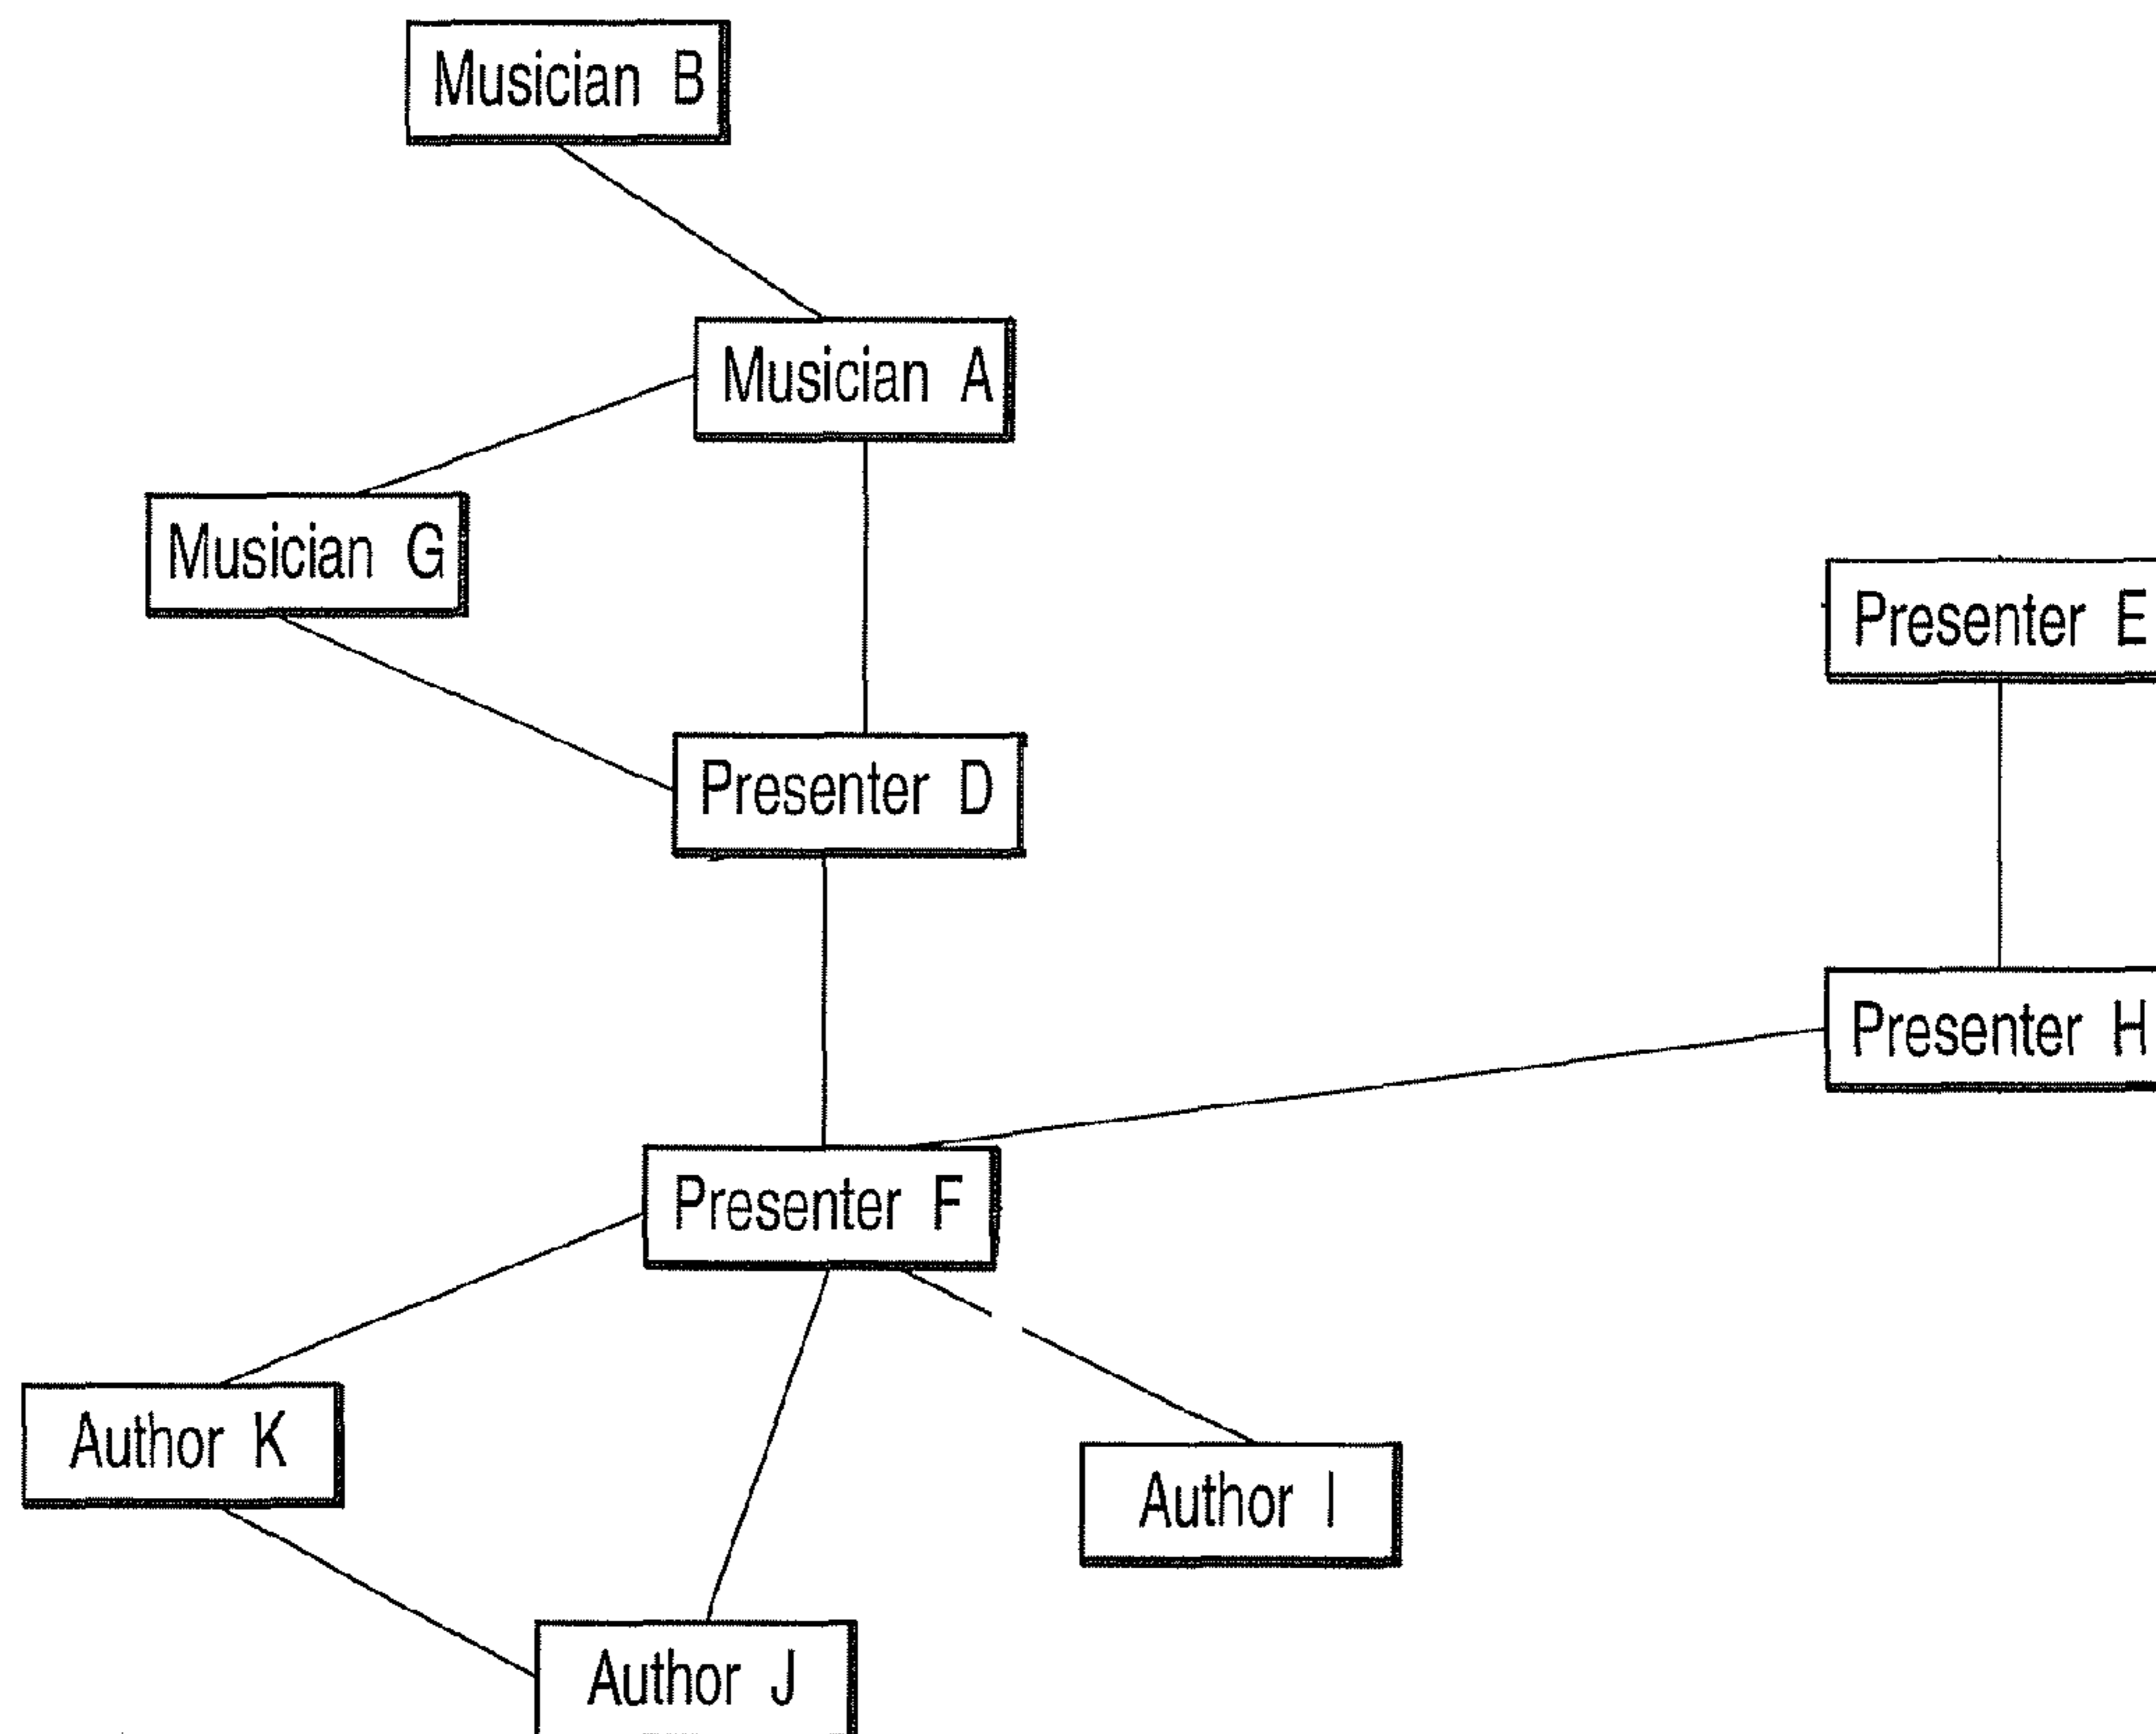 Musician B
Musician A
Musician G
Presenter E
Presenter D
Presenter H
Presenter F
Author K
Author I
Author J